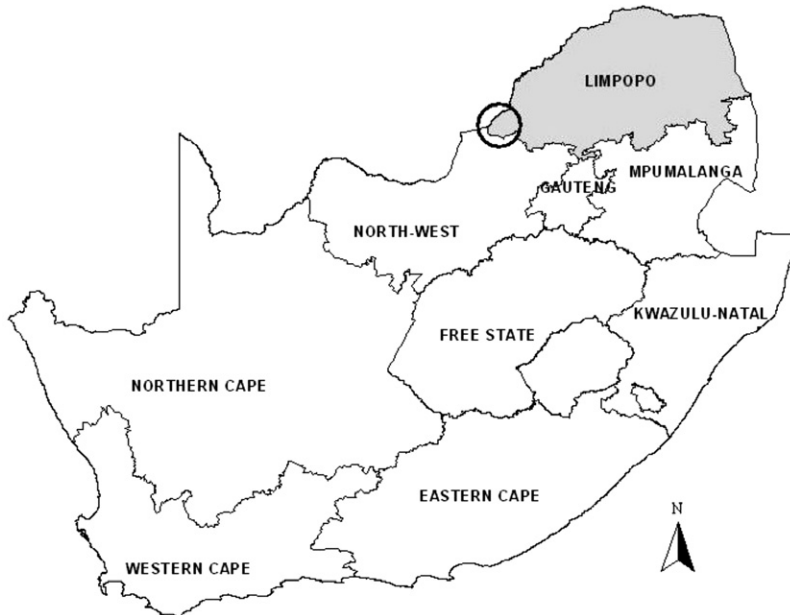 LIMPOPO
MPUMALANGA
GAUTENG
NORTH-WEST
KWAZULU-NATAL
FREE STATE
NORTHERN CAPE
EASTERN CAPE
N
WESTERN CAPE